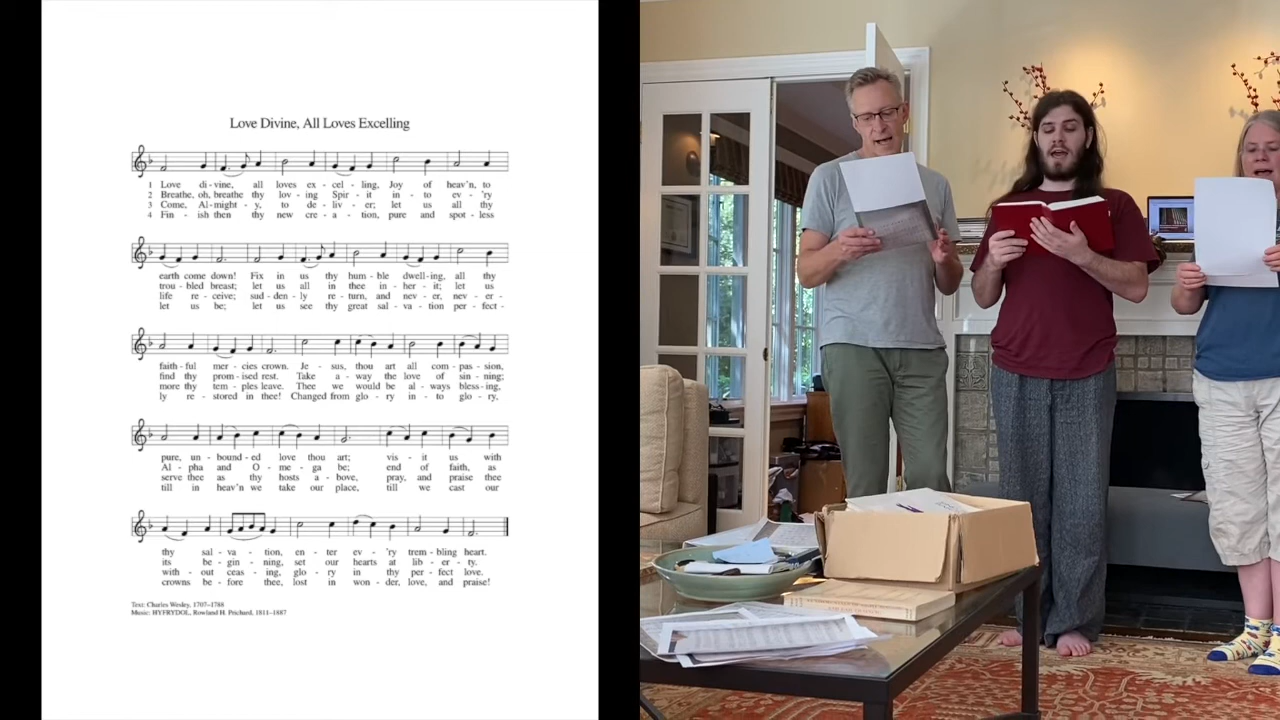 Love Divine, All Loves Excelling
1 Love di - vine, all loves ex - cel - ling, Joy of heav'n, to
2 Breathe, oh, breathe thy lov - ing Spir - it in - to ev - 'ry
3 Come, Al - might - y, to de - liv - er; let us all thy
4 Fin - ish then thy new cre - a - tion, pure and spot - less
earth come down! Fix in us thy hum - ble dwell - ing, all thy
trou - bled breast; let us all in thee in - her - it; let us
life re - ceive; sud - den - ly re - turn, and nev - er, nev - er -
let us be; let us see thy great sal - va - tion per - fect -
faith - ful mer - cies crown. Je - sus, thou art all com - pas - sion,
find thy prom - ised rest. Take a - way the love of sin - ning;
more thy tem - ples leave. Thee we would be al - ways bless - ing,
ly re - stored in thee! Changed from glo - ry in - to glo - ry,
pure, un - bound - ed love thou art; vis - it us with
Al - pha and O - me - ga be; end of faith, as
serve thee as thy hosts a - bove, pray, and praise thee
till in heav'n we take our place, till we cast our
thy sal - va - tion, en - ter ev - 'ry trem - bling heart.
its be - gin - ning, set our hearts at lib - er - ty.
with - out ceas - ing, glo - ry in thy per - fect love.
crowns be - fore thee, lost in won - der, love, and praise!
Text: Charles Wesley, 1707–1788
Music: HYFRYDOL, Rowland H. Prichard, 1811–1887